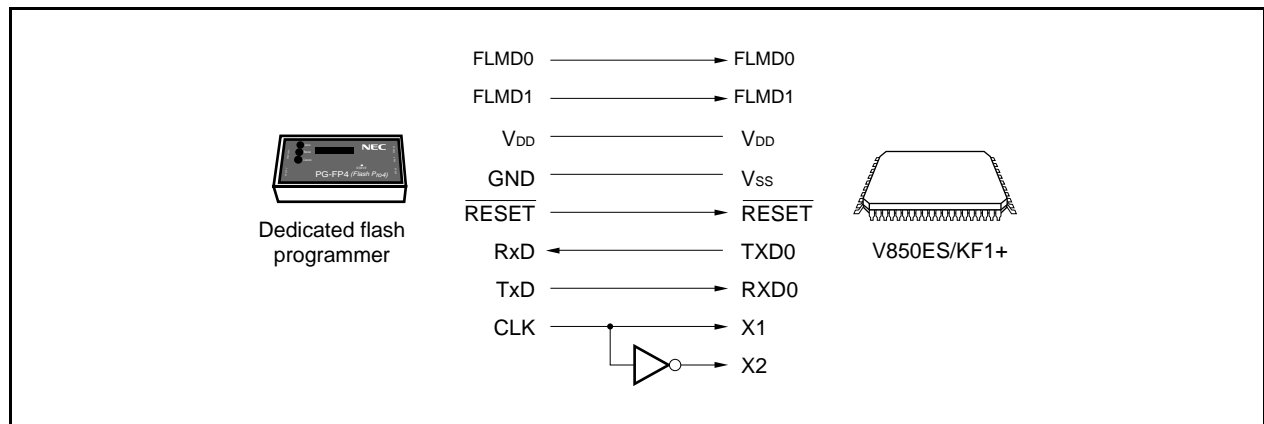 FLMD0 FLMD0
FLMD1 FLMD1
VDD VDD
GND VSS
RESET RESET
RxD TXD0
TxD RXD0
CLK X1
X2
NEC
PG-FP4 (Flash Pro4)
Dedicated flash
programmer
V850ES/KF1+